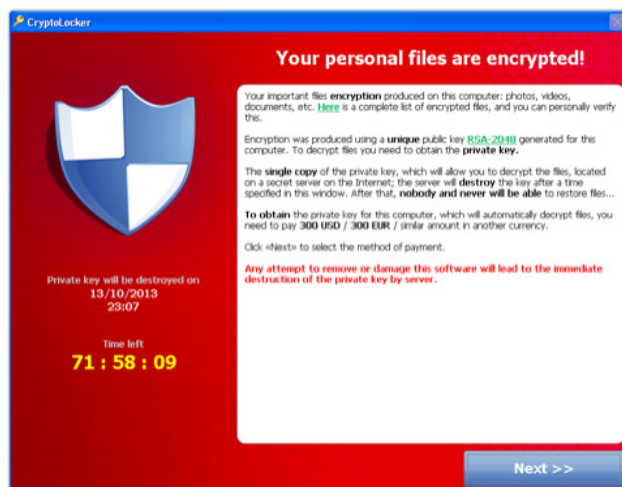 CryptoLocker
Your personal files are encrypted!
Your important files encryption produced on this computer: photos, videos,
documents, etc. Here is a complete list of encrypted files, and you can personally verify
this.
Encryption was produced using a unique public key RSA-2048 generated for this
computer. To decrypt files you need to obtain the private key.
The single copy of the private key, which will allow you to decrypt the files, located
on a secret server on the Internet; the server will destroy the key after a time
specified in this window. After that, nobody and never will be able to restore files...
To obtain the private key for this computer, which will automatically decrypt files, you
need to pay 300 USD / 300 EUR / similar amount in another currency.
Click «Next» to select the method of payment.
Any attempt to remove or damage this software will lead to the immediate
destruction of the private key by server.
Private key will be destroyed on
13/10/2013
23:07
Time left
71 : 58 : 09
Next >>